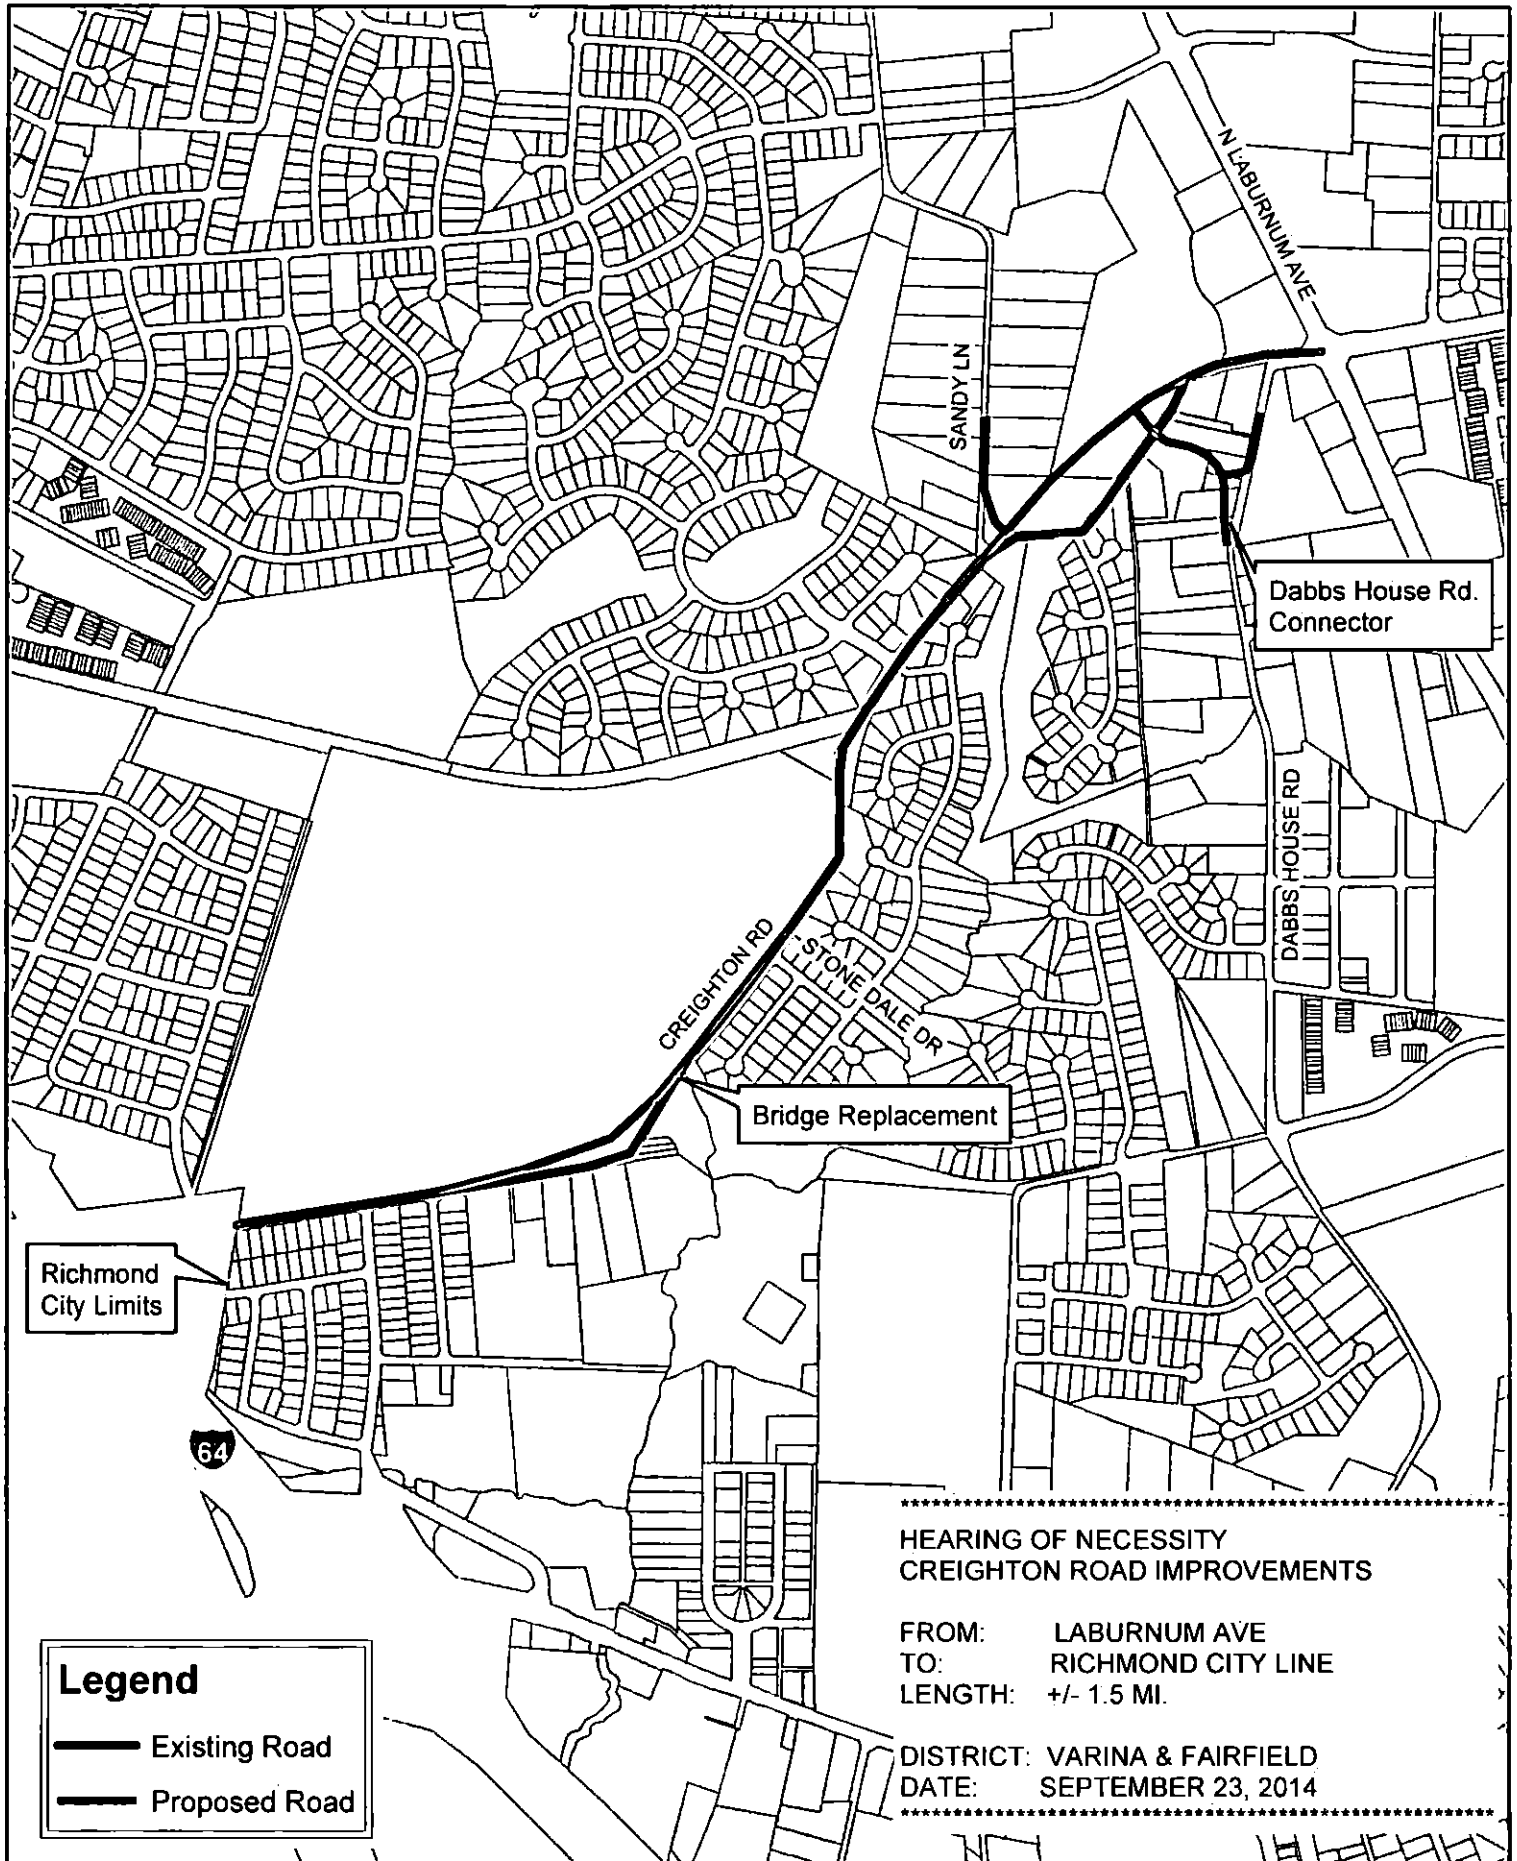 N LABURNUM AVE
SANDY LN
Dabbs House Rd.
Connector
DABBS HOUSE RD
CREIGHTON RD
STONE DALE DR
Bridge Replacement
Richmond
City Limits
64
HEARING OF NECESSITY
CREIGHTON ROAD IMPROVEMENTS
FROM: LABURNUM AVE
TO: RICHMOND CITY LINE
LENGTH: +/- 1.5 MI.
DISTRICT: VARINA & FAIRFIELD
DATE: SEPTEMBER 23, 2014
Legend
Existing Road
Proposed Road